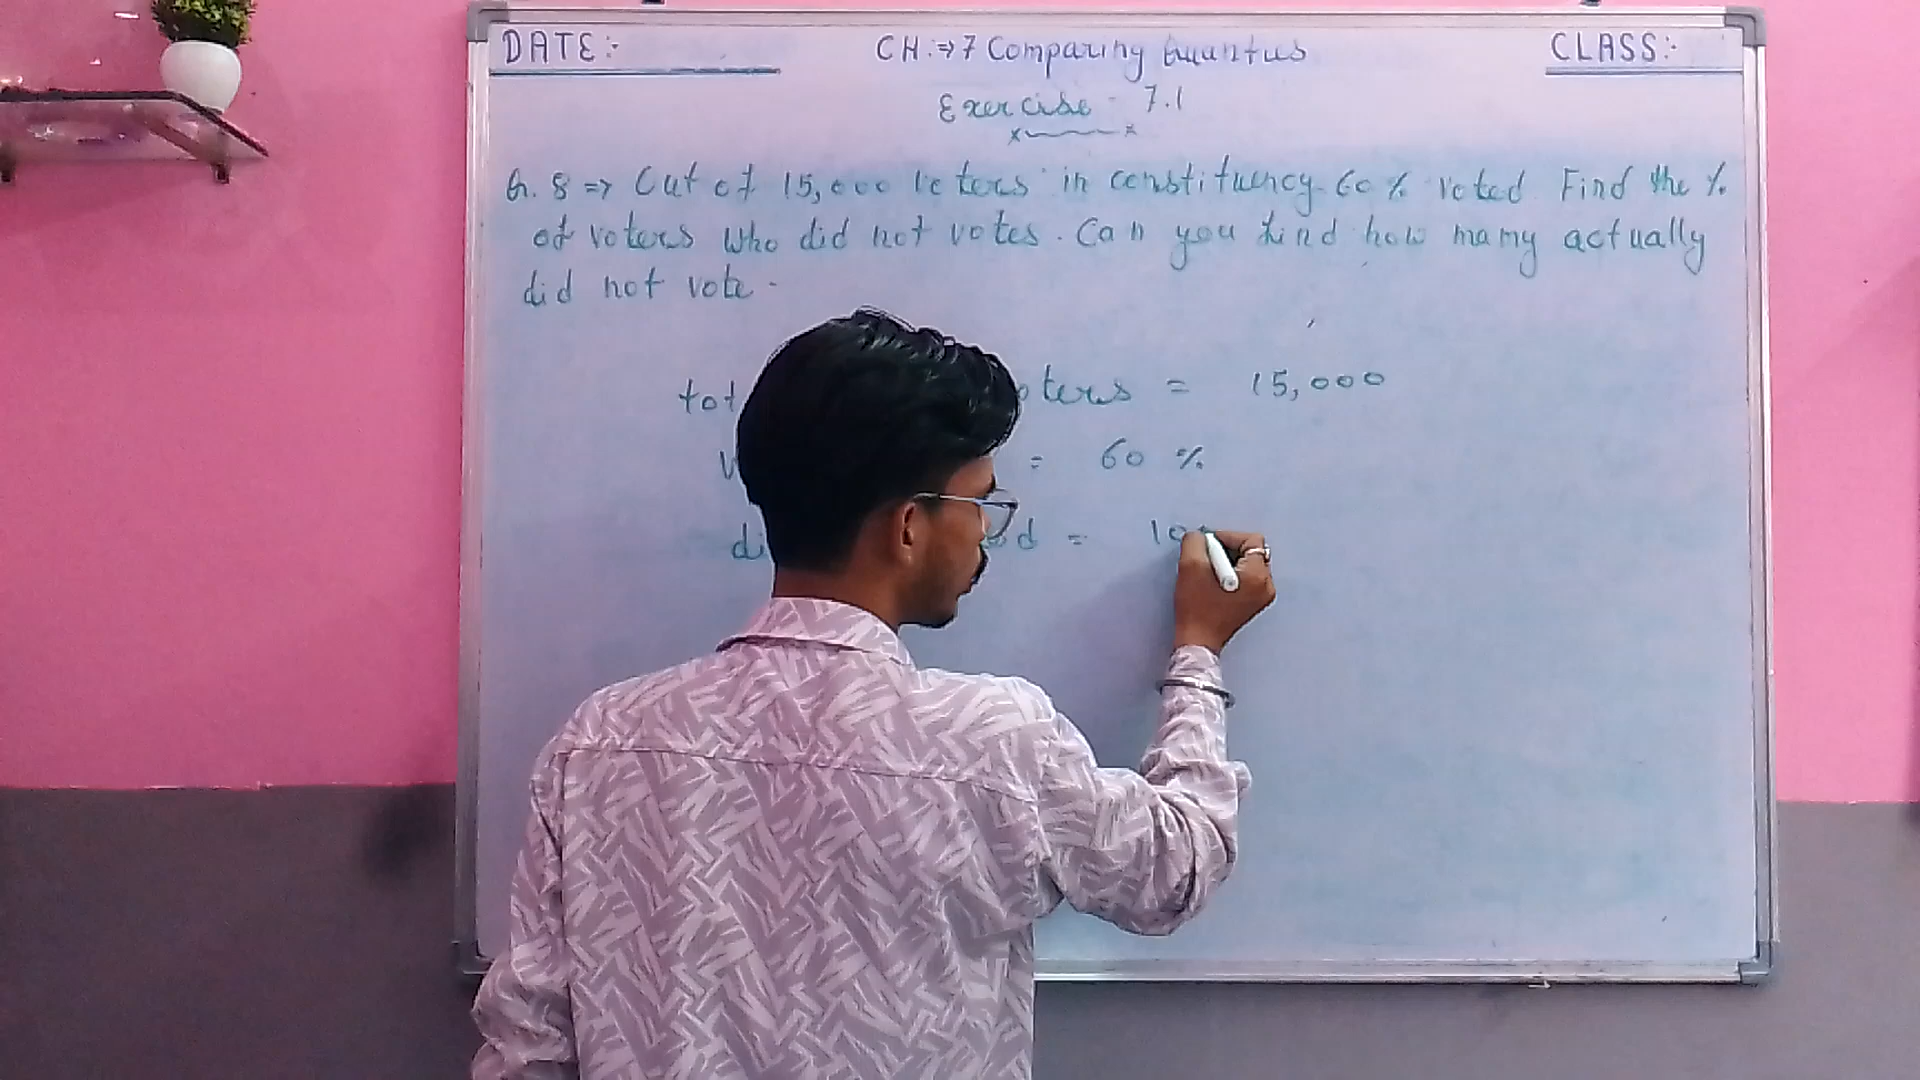 DATE:-
CH.⇒7 Comparing Quantus
CLASS:-
Exercise - 7.1
Q. 8 => Out of 15,000 voters in constituency 60% voted Find the %
of voters who did not votes. Can you find how many actually
did not vote.
tot oters = 15,000
= 60 %
di ed = 10